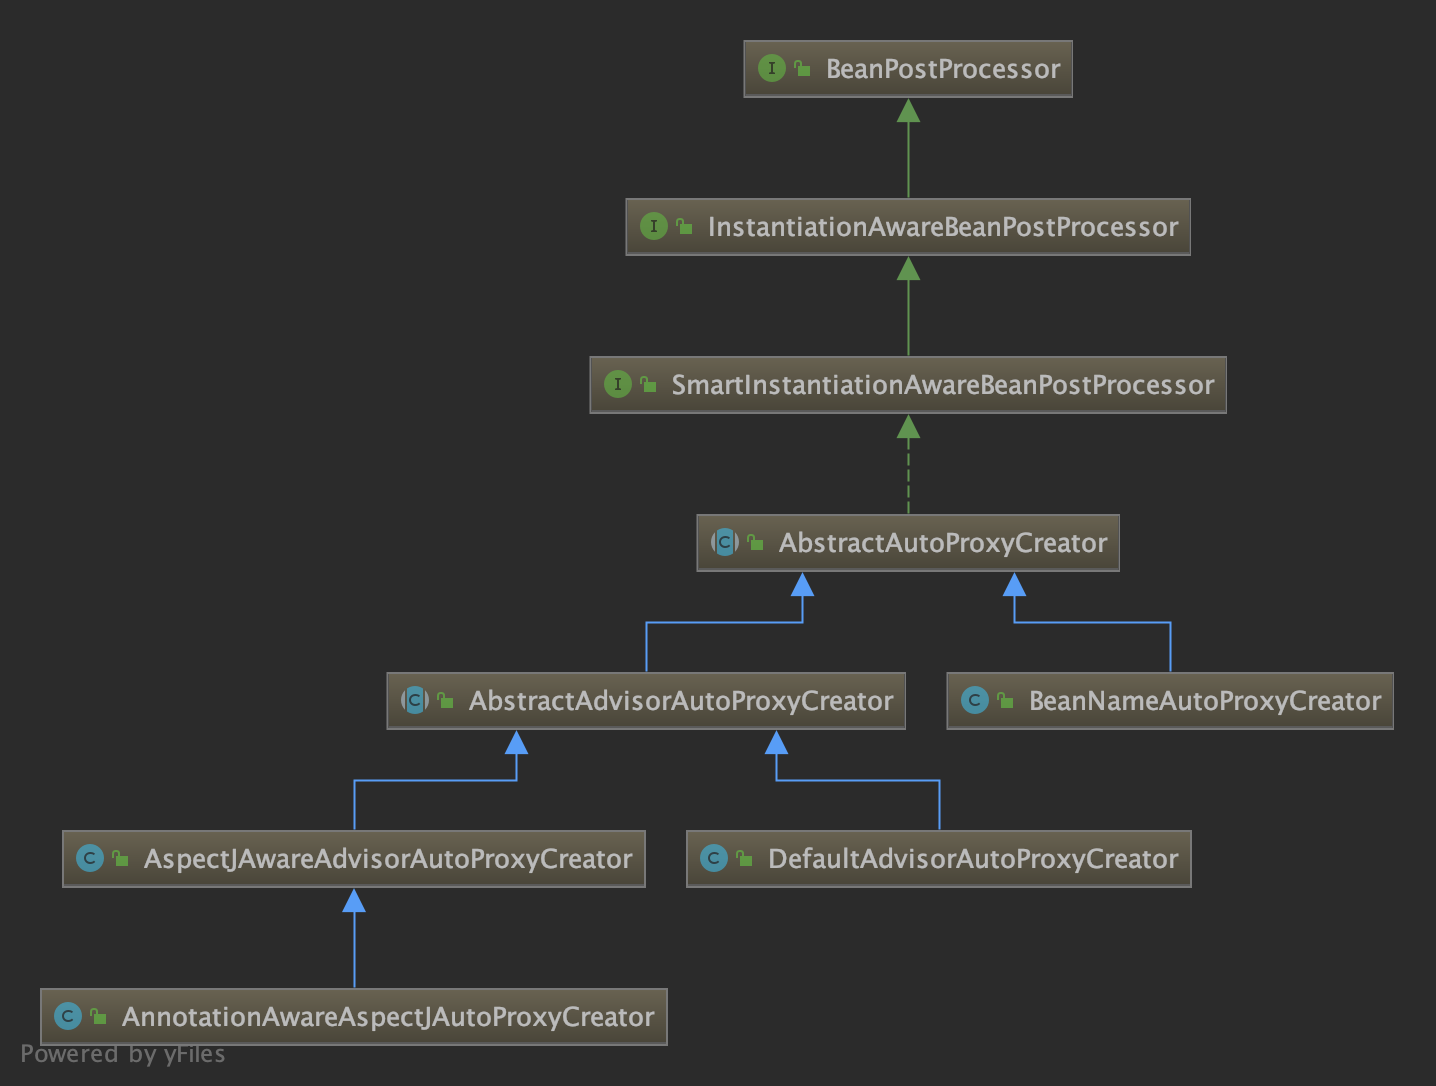 BeanPostProcessor
InstantiationAwareBeanPostProcessor
SmartInstantiationAwareBeanPostProcessor
AbstractAutoProxyCreator
AbstractAdvisorAutoProxyCreator
BeanNameAutoProxyCreator
AspectJAwareAdvisorAutoProxyCreator
DefaultAdvisorAutoProxyCreator
AnnotationAwareAspectJAutoProxyCreator
Powered by yFiles